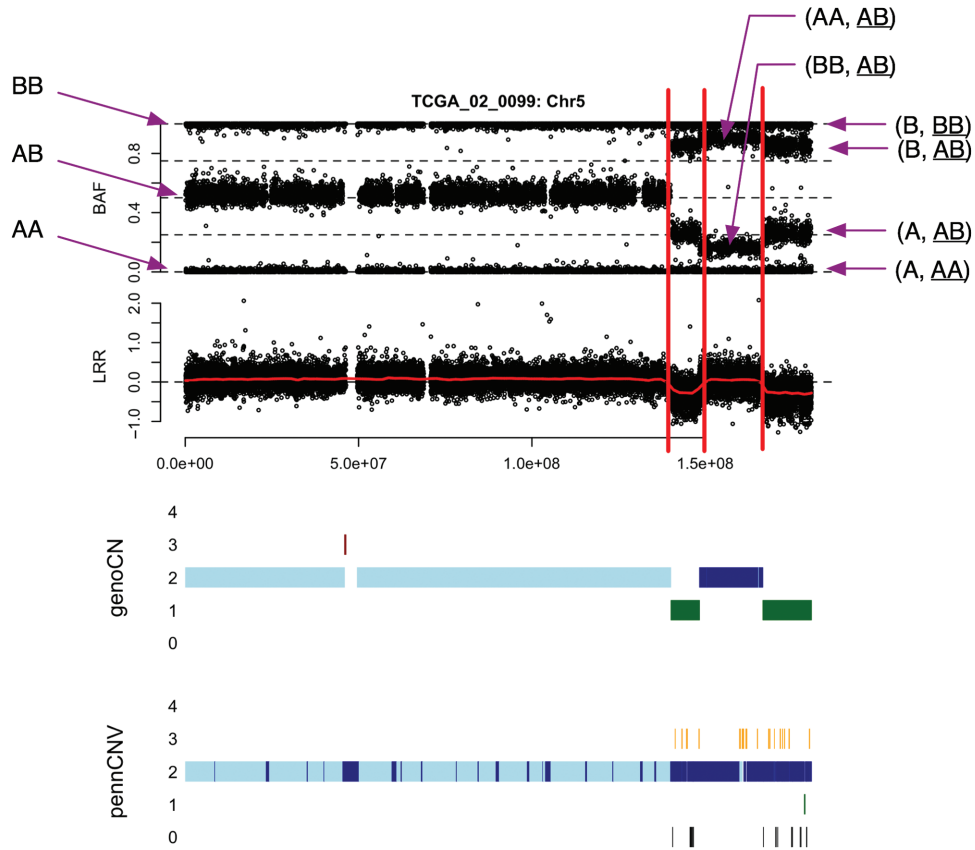 (AA, AB)
(BB, AB)
BB
TCGA_02_0099: Chr5
(B, BB)
(B, AB)
AB
BAF
0.8
0.4
0.0
(A, AB)
AA
(A, AA)
LRR
2.0
1.0
0.0
−1.0
0.0e+00
5.0e+07
1.0e+08
1.5e+08
genoCN
4
3
2
1
0
pennCNV
4
3
2
1
0